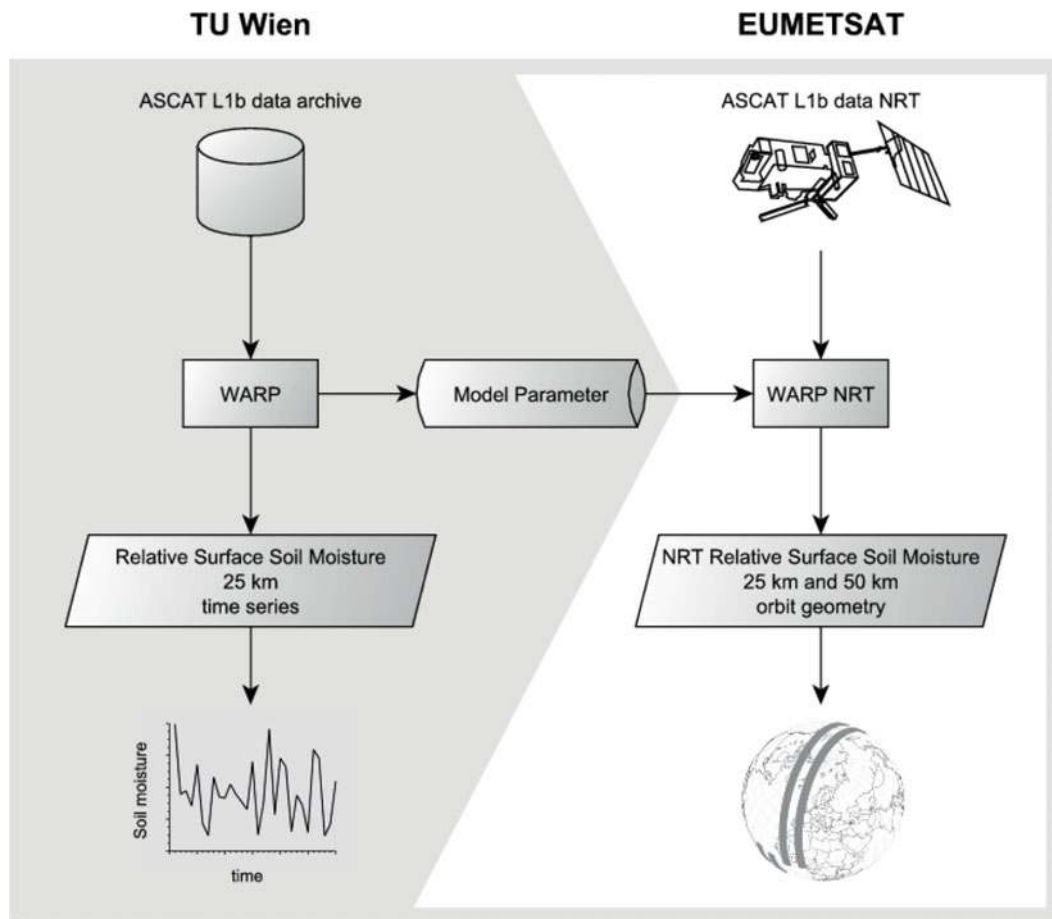 TU Wien
EUMETSAT
ASCAT L1b data archive
ASCAT L1b data NRT
WARP
Model Parameter
WARP NRT
Relative Surface Soil Moisture
25 km
time series
NRT Relative Surface Soil Moisture
25 km and 50 km
orbit geometry
Soil moisture
time